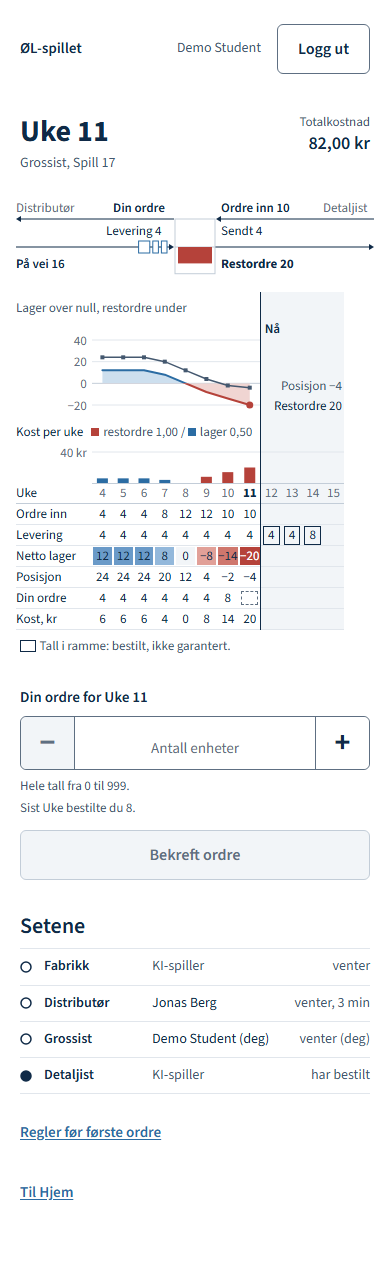 ØL-spillet Demo Student Logg ut
Uke 11 Totalkostnad
82,00 kr
Grossist, Spill 17
Distributør Din ordre Ordre inn 10 Detaljist
Levering 4 Sendt 4
På vei 16 Restordre 20
Lager over null, restordre under
Nå
40
20
0 Posisjon −4
−20 Restordre 20
Kost per uke restordre 1,00 / lager 0,50
40 kr
Uke 4 5 6 7 8 9 10 11 12 13 14 15
Ordre inn 4 4 4 8 12 12 10 10
Levering 4 4 4 4 4 4 4 4 4 4 8
Netto lager 12 12 12 8 0 −8 −14 −20
Posisjon 24 24 24 20 12 4 −2 −4
Din ordre 4 4 4 4 4 4 8
Kost, kr 6 6 6 4 0 8 14 20
Tall i ramme: bestilt, ikke garantert.
Din ordre for Uke 11
− Antall enheter +
Hele tall fra 0 til 999.
Sist Uke bestilte du 8.
Bekreft ordre
Setene
Fabrikk KI-spiller venter
Distributør Jonas Berg venter, 3 min
Grossist Demo Student (deg) venter (deg)
Detaljist KI-spiller har bestilt
Regler før første ordre
Til Hjem